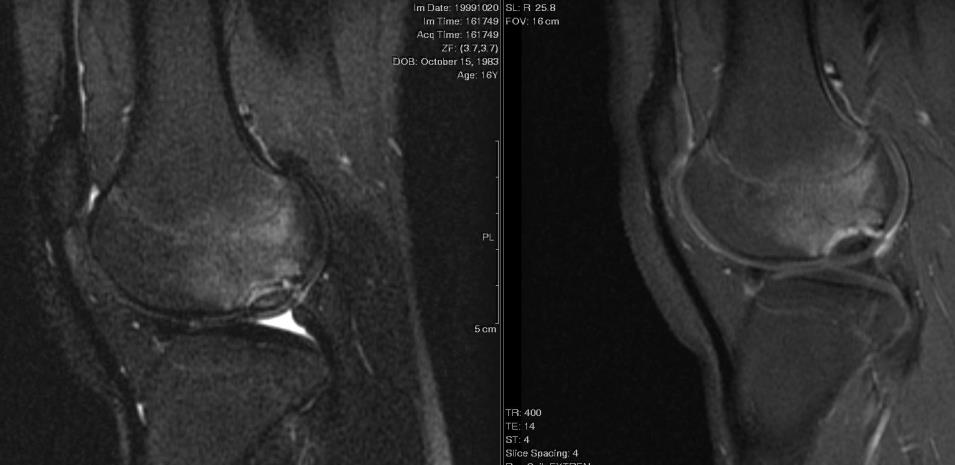 Im Date: 19991020
Im Time: 161749
Acq Time: 161749
ZF: (3.7,3.7)
DOB: October 15, 1983
Age: 16Y
PL
5 cm
SL: R 25.8
FOV: 16 cm
TR: 400
TE: 14
ST: 4
Slice Spacing: 4